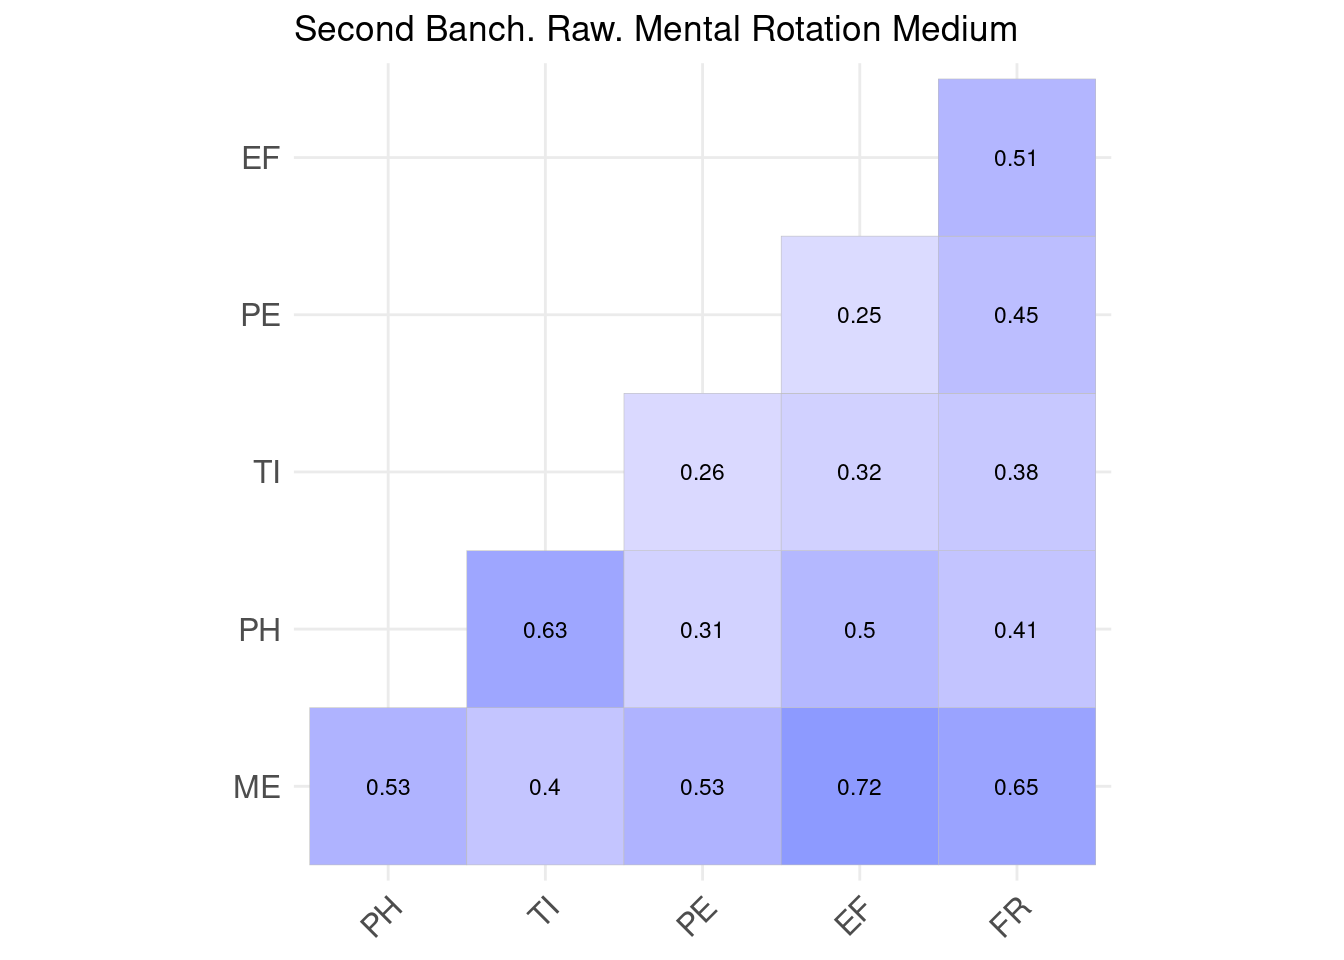 Second Banch. Raw. Mental Rotation Medium
EF 0.51
PE 0.25 0.45
TI 0.26 0.32 0.38
PH 0.63 0.31 0.5 0.41
ME 0.53 0.4 0.53 0.72 0.65
PH TI PE EF FR